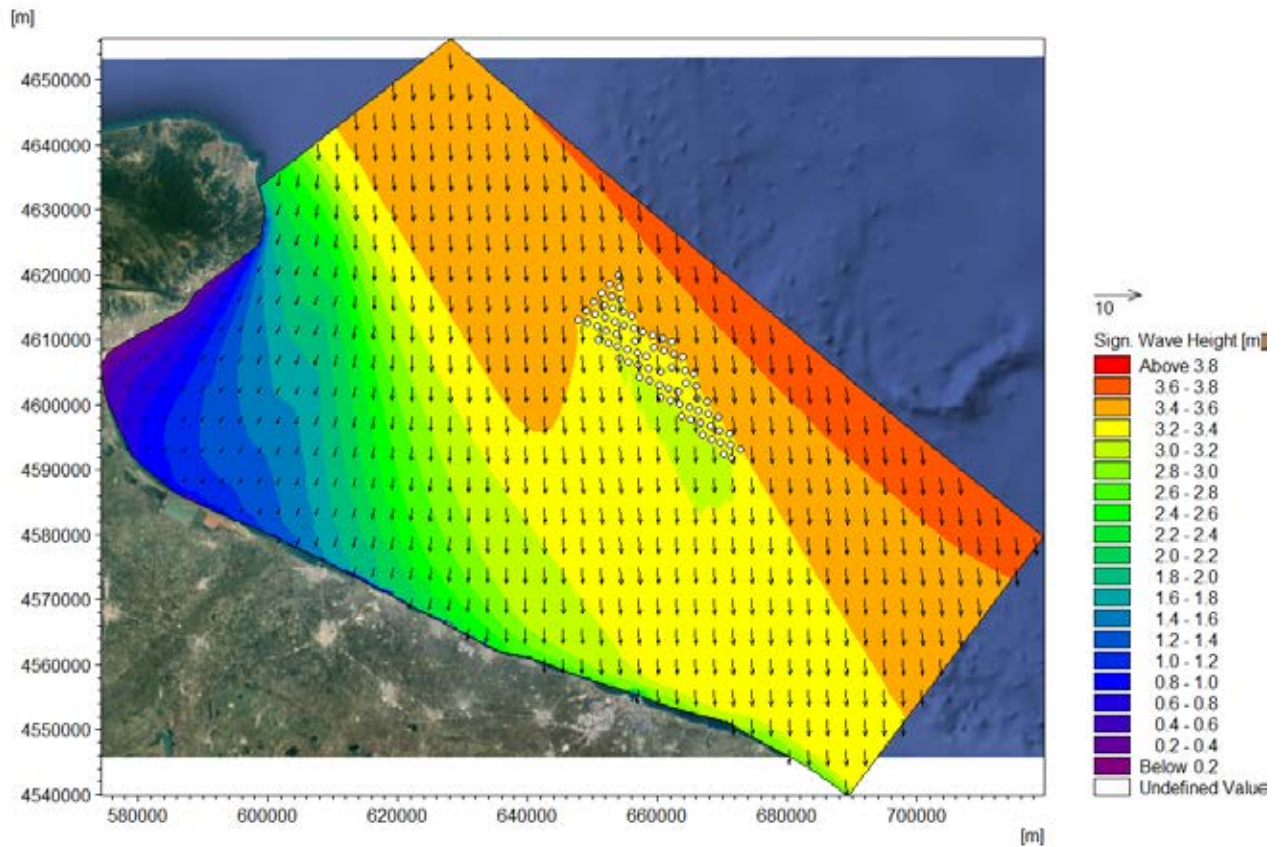 [m]
4650000
4640000
4630000
4620000
4610000
4600000
4590000
4580000
4570000
4560000
4550000
4540000
580000 600000 620000 640000 660000 680000 700000
[m]
10
Sign. Wave Height [m]
Above 3.8
3.6 - 3.8
3.4 - 3.6
3.2 - 3.4
3.0 - 3.2
2.8 - 3.0
2.6 - 2.8
2.4 - 2.6
2.2 - 2.4
2.0 - 2.2
1.8 - 2.0
1.6 - 1.8
1.4 - 1.6
1.2 - 1.4
1.0 - 1.2
0.8 - 1.0
0.6 - 0.8
0.4 - 0.6
0.2 - 0.4
Below 0.2
Undefined Value